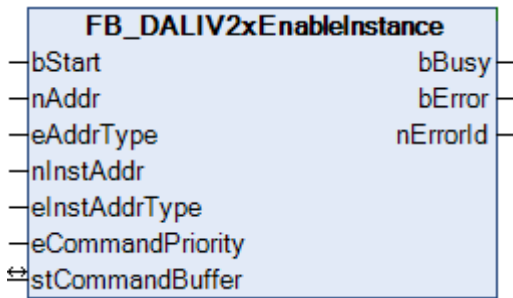 FB_DALIV2xEnableInstance
bStart bBusy
nAddr bError
eAddrType nErrorId
nInstAddr
eInstAddrType
eCommandPriority
stCommandBuffer